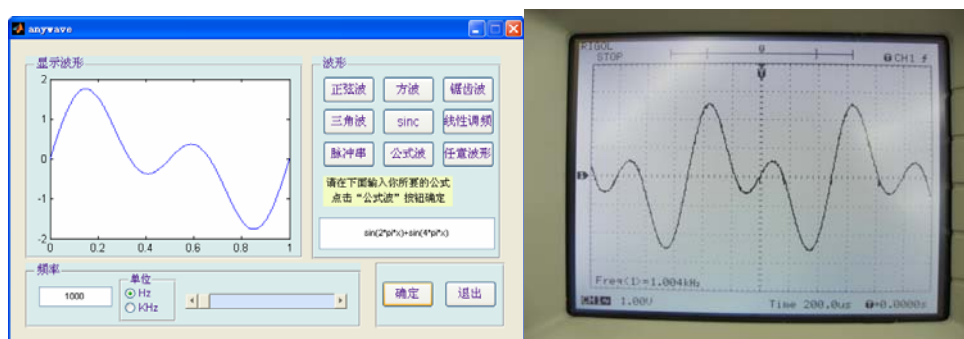 anywave
显示波形
2
1
0
-1
-2
0 0.2 0.4 0.6 0.8 1
波形
正弦波 方波 锯齿波
三角波 sinc 线性调频
脉冲串 公式波 任意波形
请在下面输入你所要的公式
点击“公式波”按钮确定
sin(2*pi*x)+sin(4*pi*x)
频率
1000
单位
Hz
KHz
确定 退出
RIGOL
STOP
CH1
Freq(1)=1.004kHz
CH1 1.00V Time 200.0us 0.0000s